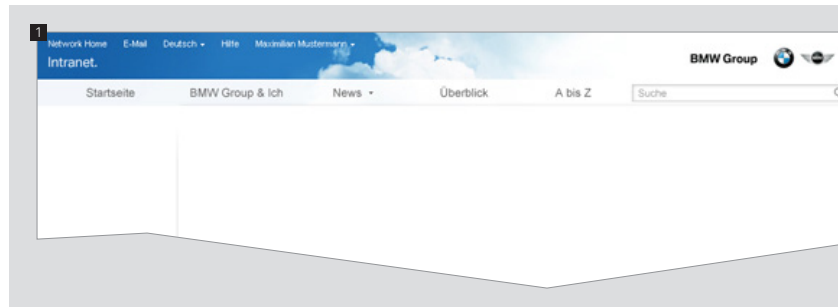 1
Network Home E-Mail Deutsch Hilfe Maximilian Mustermann
Intranet.
BMW Group
Startseite BMW Group & Ich News Überblick A bis Z Suche